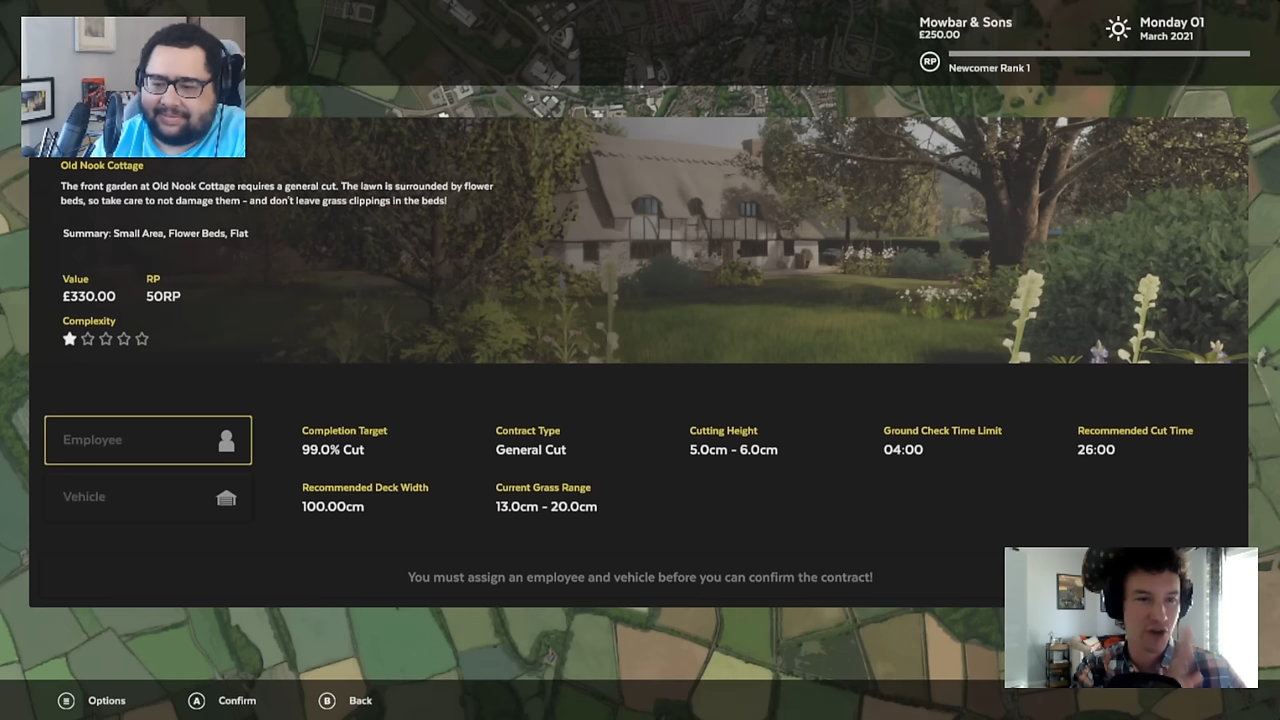 Mowbar & Sons
£250.00
Monday 01
March 2021
RP
Newcomer Rank 1
Old Nook Cottage
The front garden at Old Nook Cottage requires a general cut. The lawn is surrounded by flower
beds, so take care to not damage them - and don't leave grass clippings in the beds!
Summary: Small Area, Flower Beds, Flat
Value
RP
£330.00
50RP
Complexity
Employee
Vehicle
Completion Target
Contract Type
Cutting Height
Ground Check Time Limit
Recommended Cut Time
99.0% Cut
General Cut
5.0cm - 6.0cm
04:00
26:00
Recommended Deck Width
Current Grass Range
100.00cm
13.0cm - 20.0cm
You must assign an employee and vehicle before you can confirm the contract!
Options
A
Confirm
B
Back